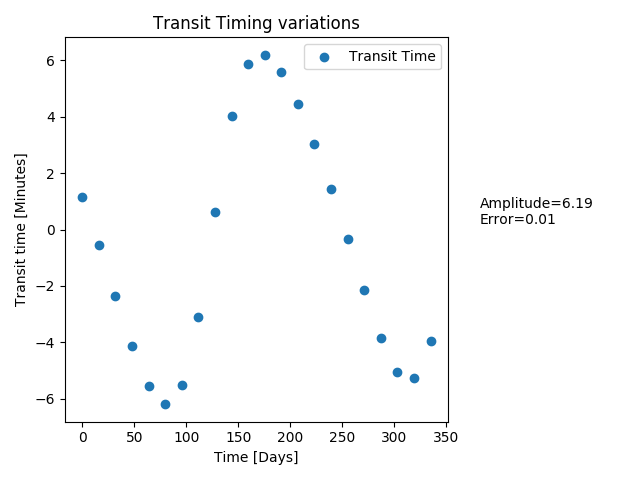 Transit Timing variations
Transit Time
6
4
2
0
−2
−4
−6
Transit time [Minutes]
0 50 100 150 200 250 300 350
Time [Days]
Amplitude=6.19
Error=0.01